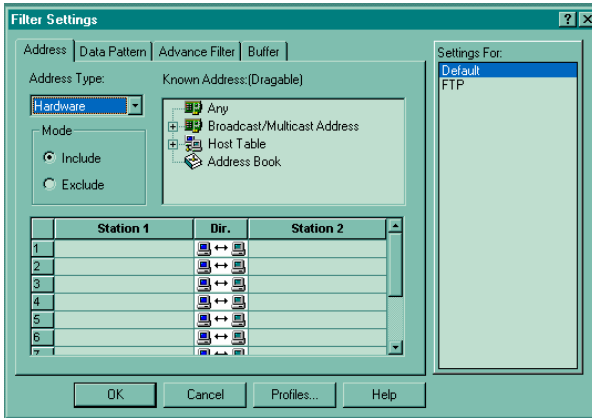 Filter Settings
Address Data Pattern Advance Filter Buffer
Settings For:
Default
FTP
Address Type:
Hardware
Known Address:(Dragable)
Any
Broadcast/Multicast Address
Host Table
Address Book
Mode
Include
Exclude
Station 1 Dir. Station 2
1
2
3
4
5
6
7
OK Cancel Profiles... Help